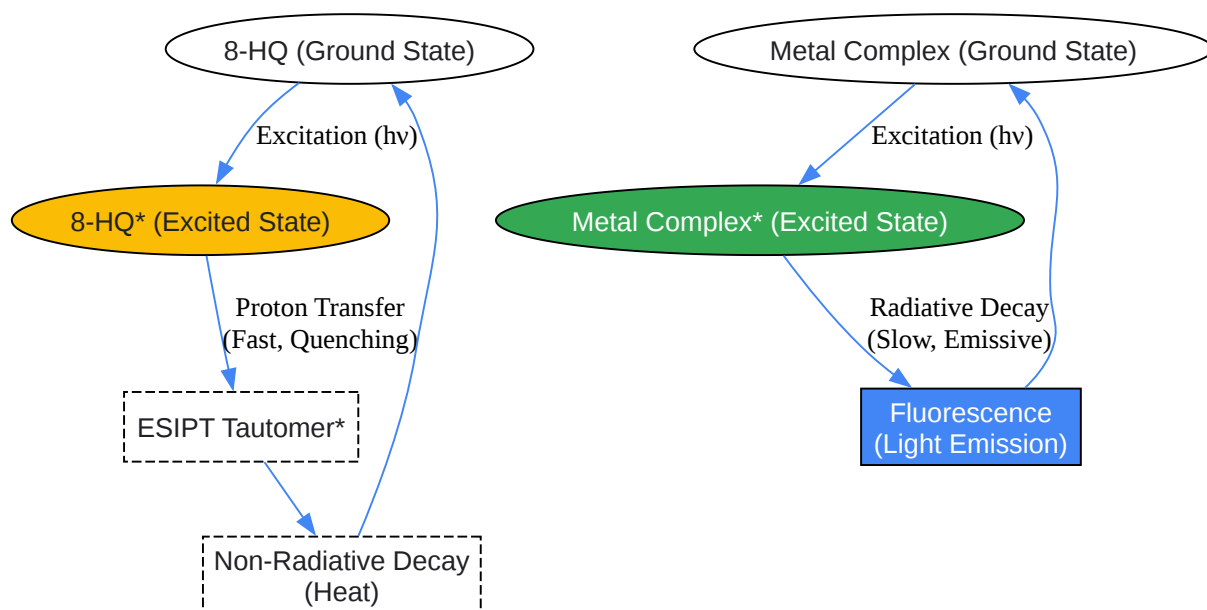 8-HQ (Ground State)
Metal Complex (Ground State)
Excitation (hν)
Excitation (hν)
8-HQ* (Excited State)
Metal Complex* (Excited State)
Proton Transfer
(Fast, Quenching)
Radiative Decay
(Slow, Emissive)
ESIPT Tautomer*
Fluorescence
(Light Emission)
Non-Radiative Decay
(Heat)